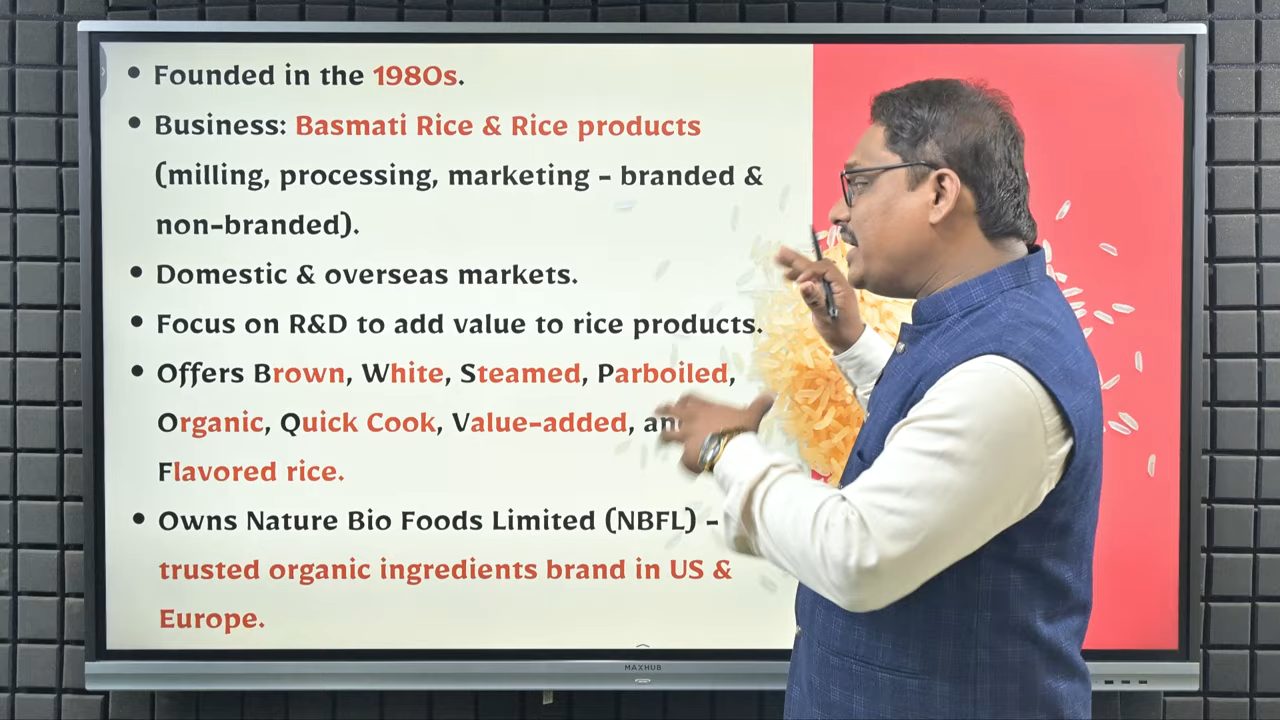 • Founded in the 1980s.
• Business: Basmati Rice & Rice products
(milling, processing, marketing – branded &
non-branded).
• Domestic & overseas markets.
• Focus on R&D to add value to rice products.
• Offers Brown, White, Steamed, Parboiled,
Organic, Quick Cook, Value-added, an
Flavored rice.
• Owns Nature Bio Foods Limited (NBFL) –
trusted organic ingredients brand in US &
Europe.
MAXHUB